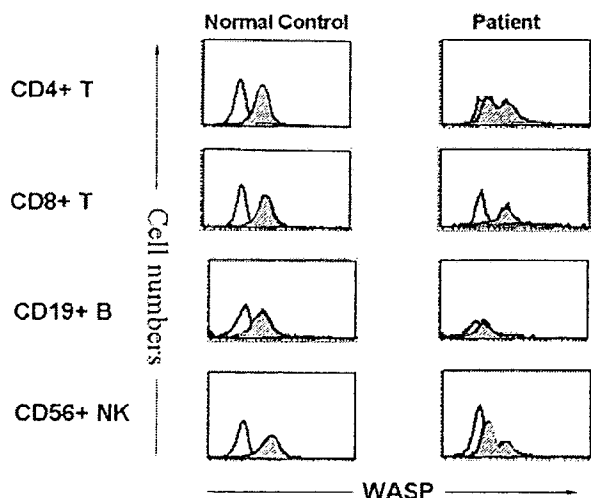 Normal Control
Patient
CD4+ T
CD8+ T
CD19+ B
CD56+ NK
Cell numbers
WASP